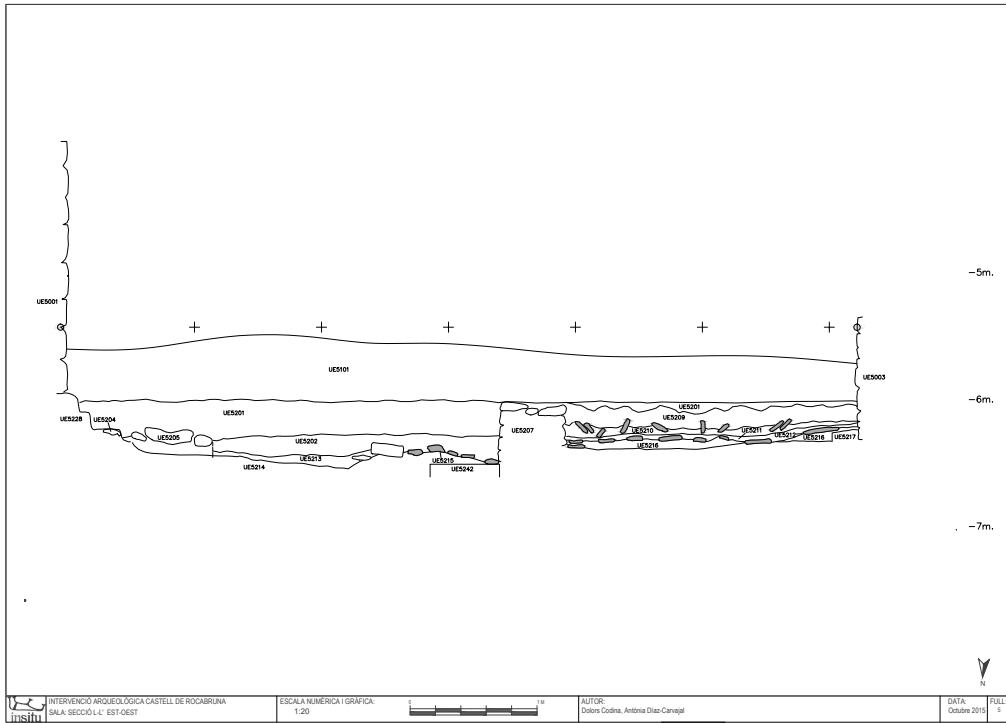 -5m.
UE5001
UE5101
UE5003
-6m.
UE5228
UE5204
UE5201
UE5207
UE5201
UE5209
UE5205
UE5202
UE5210
UE5211
UE5212
UE5216
UE5217
UE5213
UE5214
UE5215
UE5242
UE5216
-7m.
N
insitu
INTERVENCIÓ ARQUEOLÒGICA CASTELL DE ROCABRUNA
SALA: SECCIÓ L-L' EST-OEST
ESCALA NUMÈRICA I GRÀFICA:
1:20
0 1M
AUTOR:
Dolors Codina, Antònia Díaz-Carvajal
DATA:
Octubre 2015
FULL
5